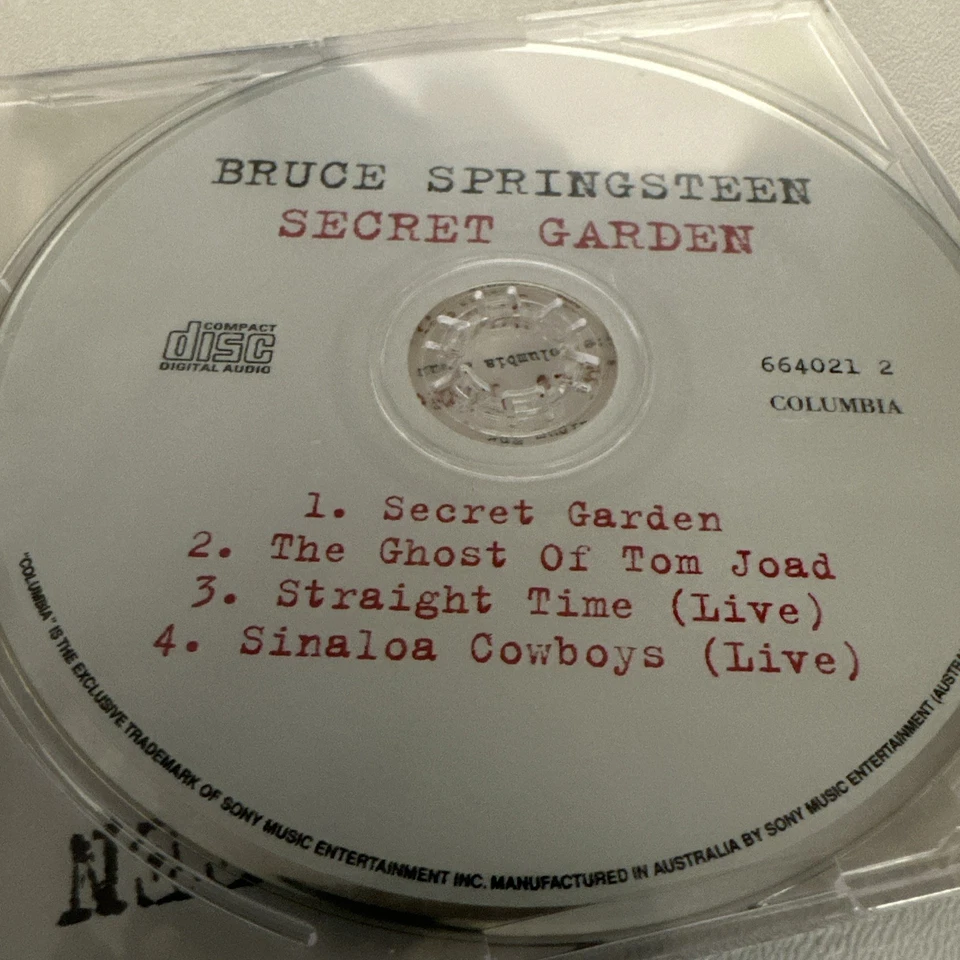 BRUCE SPRINGSTEEN
SECRET GARDEN
COMPACT
disc
DIGITAL AUDIO
664021 2
COLUMBIA
Columbia
1. Secret Garden
2. The Ghost Of Tom Joad
3. Straight Time (Live)
4. Sinaloa Cowboys (Live)
"COLUMBIA" IS THE EXCLUSIVE TRADEMARK OF SONY MUSIC ENTERTAINMENT INC. MANUFACTURED IN AUSTRALIA BY SONY MUSIC ENTERTAINMENT